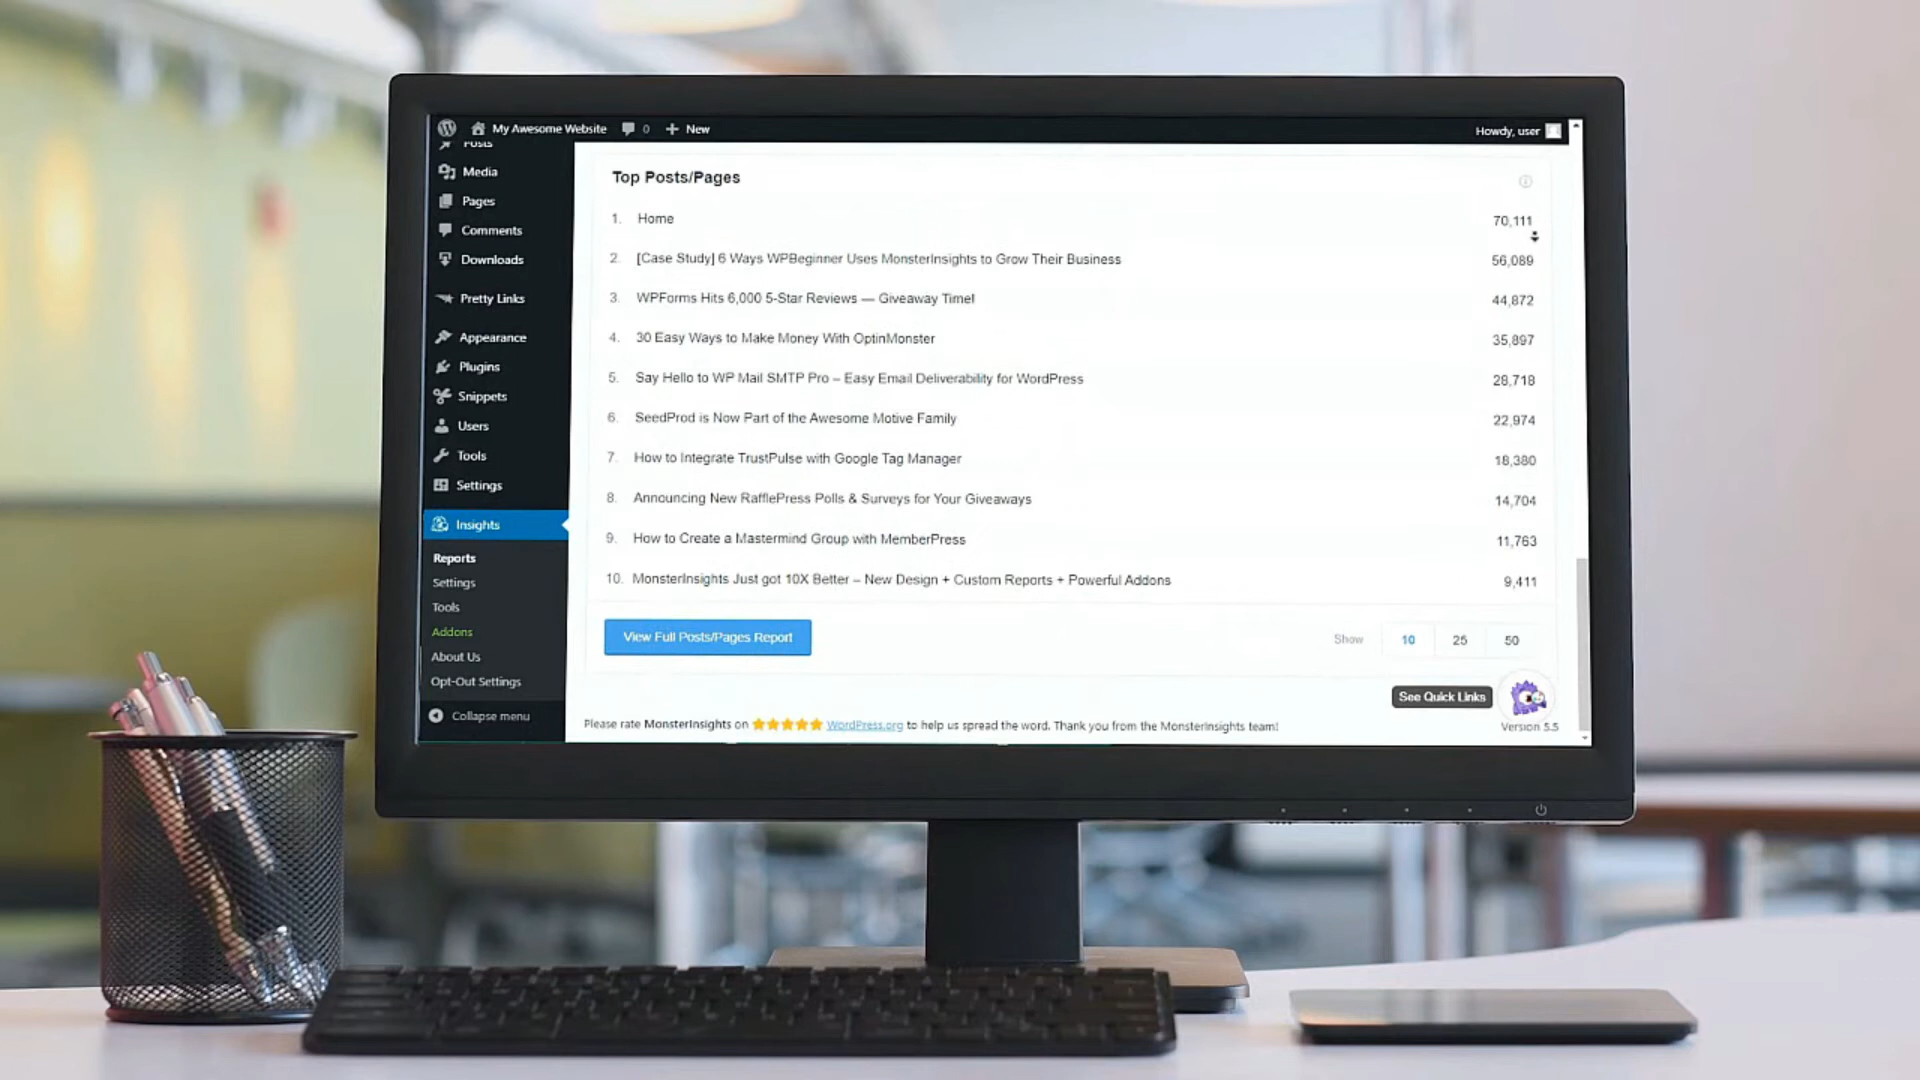 My Awesome Website 0 + New Howdy, user
Posts
Media
Pages
Comments
Downloads
Pretty Links
Appearance
Plugins
Snippets
Users
Tools
Settings
Insights
Reports
Settings
Tools
Addons
About Us
Opt-Out Settings
Collapse menu
Top Posts/Pages
1. Home 70,111
2. [Case Study] 6 Ways WPBeginner Uses MonsterInsights to Grow Their Business 56,089
3. WPForms Hits 6,000 5-Star Reviews — Giveaway Time! 44,872
4. 30 Easy Ways to Make Money With OptinMonster 35,897
5. Say Hello to WP Mail SMTP Pro – Easy Email Deliverability for WordPress 28,718
6. SeedProd is Now Part of the Awesome Motive Family 22,974
7. How to Integrate TrustPulse with Google Tag Manager 18,380
8. Announcing New RafflePress Polls & Surveys for Your Giveaways 14,704
9. How to Create a Mastermind Group with MemberPress 11,763
10. MonsterInsights Just got 10X Better – New Design + Custom Reports + Powerful Addons 9,411
View Full Posts/Pages Report Show 10 25 50
See Quick Links
Please rate MonsterInsights on ★★★★★ WordPress.org to help us spread the word. Thank you from the MonsterInsights team! Version 5.5